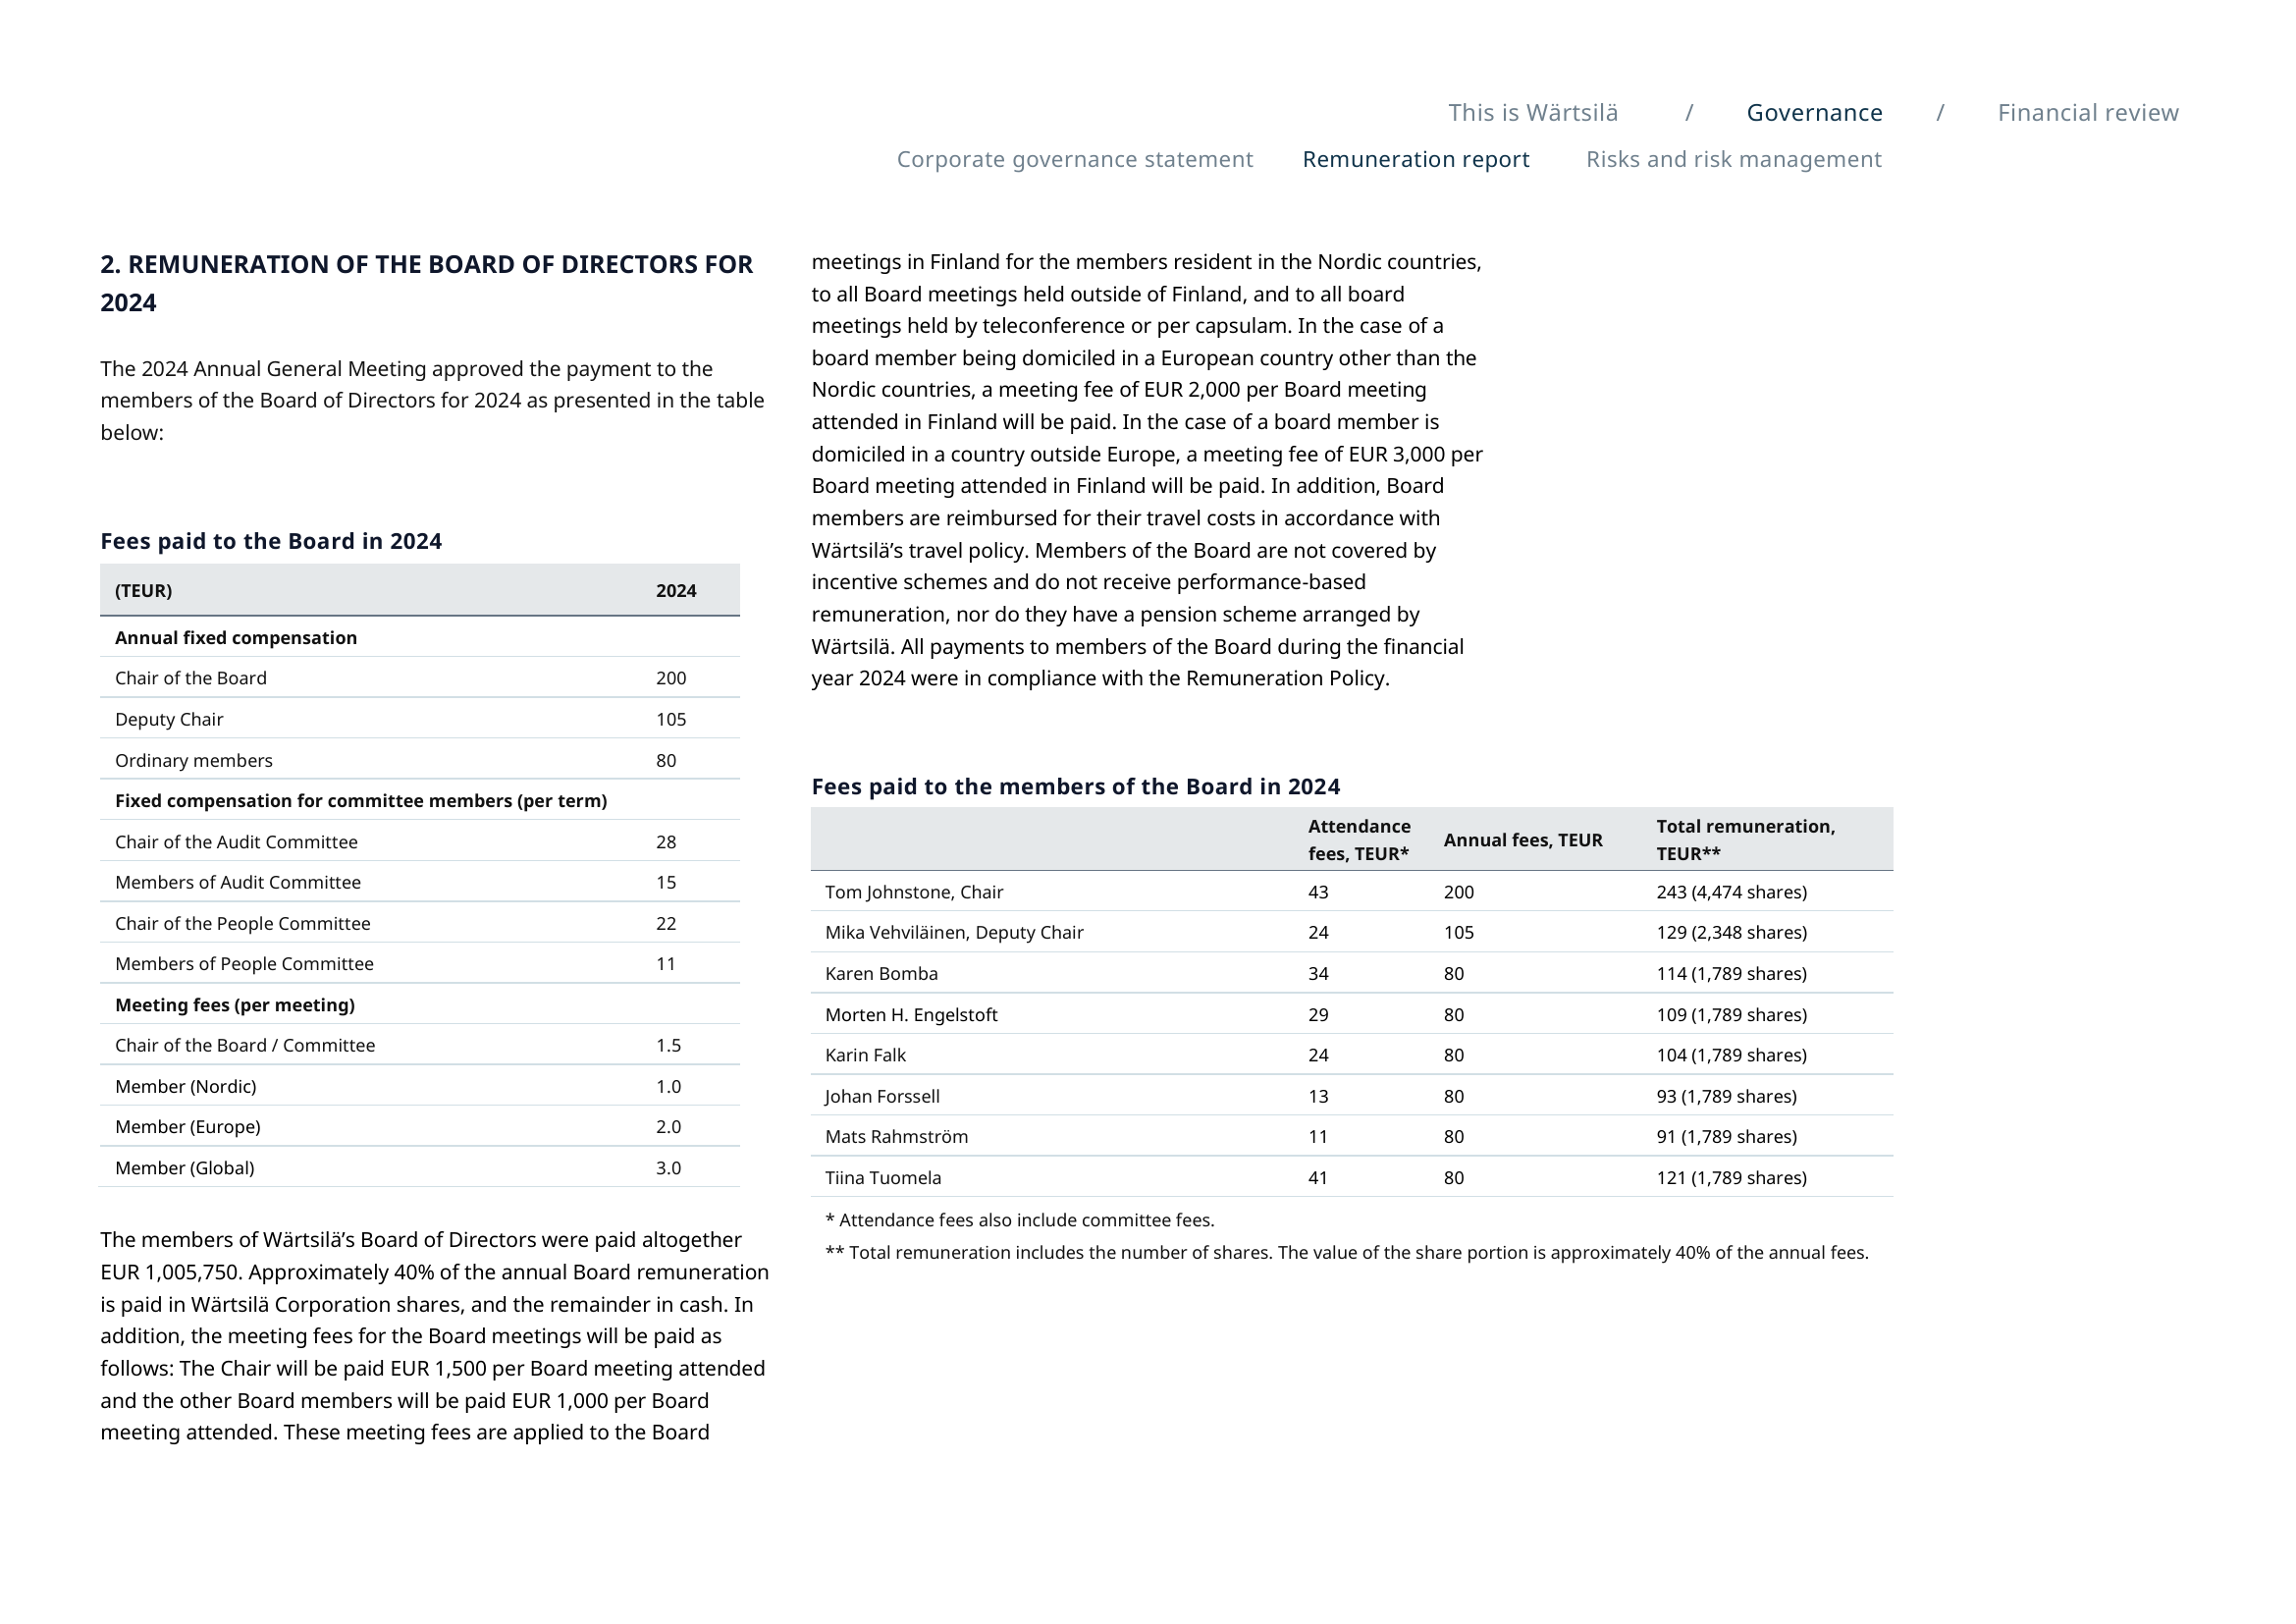 This is Wärtsilä / Governance / Financial review
Corporate governance statement Remuneration report Risks and risk management
2. REMUNERATION OF THE BOARD OF DIRECTORS FOR
2024
The 2024 Annual General Meeting approved the payment to the
members of the Board of Directors for 2024 as presented in the table
below:
Fees paid to the Board in 2024
(TEUR) 2024
Annual fixed compensation
Chair of the Board 200
Deputy Chair 105
Ordinary members 80
Fixed compensation for committee members (per term)
Chair of the Audit Committee 28
Members of Audit Committee 15
Chair of the People Committee 22
Members of People Committee 11
Meeting fees (per meeting)
Chair of the Board / Committee 1.5
Member (Nordic) 1.0
Member (Europe) 2.0
Member (Global) 3.0
The members of Wärtsilä’s Board of Directors were paid altogether
EUR 1,005,750. Approximately 40% of the annual Board remuneration
is paid in Wärtsilä Corporation shares, and the remainder in cash. In
addition, the meeting fees for the Board meetings will be paid as
follows: The Chair will be paid EUR 1,500 per Board meeting attended
and the other Board members will be paid EUR 1,000 per Board
meeting attended. These meeting fees are applied to the Board
meetings in Finland for the members resident in the Nordic countries,
to all Board meetings held outside of Finland, and to all board
meetings held by teleconference or per capsulam. In the case of a
board member being domiciled in a European country other than the
Nordic countries, a meeting fee of EUR 2,000 per Board meeting
attended in Finland will be paid. In the case of a board member is
domiciled in a country outside Europe, a meeting fee of EUR 3,000 per
Board meeting attended in Finland will be paid. In addition, Board
members are reimbursed for their travel costs in accordance with
Wärtsilä’s travel policy. Members of the Board are not covered by
incentive schemes and do not receive performance-based
remuneration, nor do they have a pension scheme arranged by
Wärtsilä. All payments to members of the Board during the financial
year 2024 were in compliance with the Remuneration Policy.
Fees paid to the members of the Board in 2024
Attendance fees, TEUR* Annual fees, TEUR Total remuneration, TEUR**
Tom Johnstone, Chair 43 200 243 (4,474 shares)
Mika Vehviläinen, Deputy Chair 24 105 129 (2,348 shares)
Karen Bomba 34 80 114 (1,789 shares)
Morten H. Engelstoft 29 80 109 (1,789 shares)
Karin Falk 24 80 104 (1,789 shares)
Johan Forssell 13 80 93 (1,789 shares)
Mats Rahmström 11 80 91 (1,789 shares)
Tiina Tuomela 41 80 121 (1,789 shares)
* Attendance fees also include committee fees.
** Total remuneration includes the number of shares. The value of the share portion is approximately 40% of the annual fees.